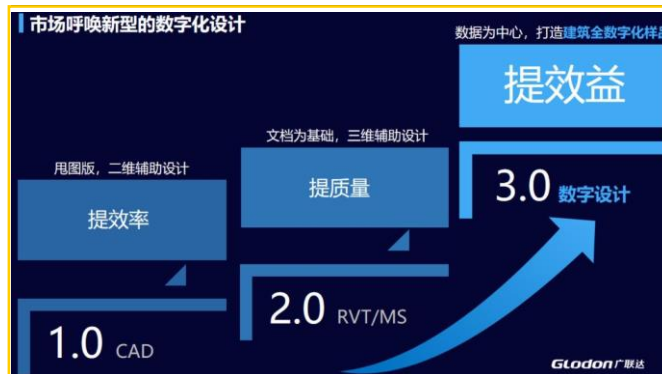 市场呼唤新型的数字化设计
数据为中心，打造建筑全数字化样品
提效益
文档为基础，三维辅助设计
甩图版，二维辅助设计
提质量
3.0 数字设计
提效率
2.0 RVT/MS
1.0 CAD
GLodon广联达